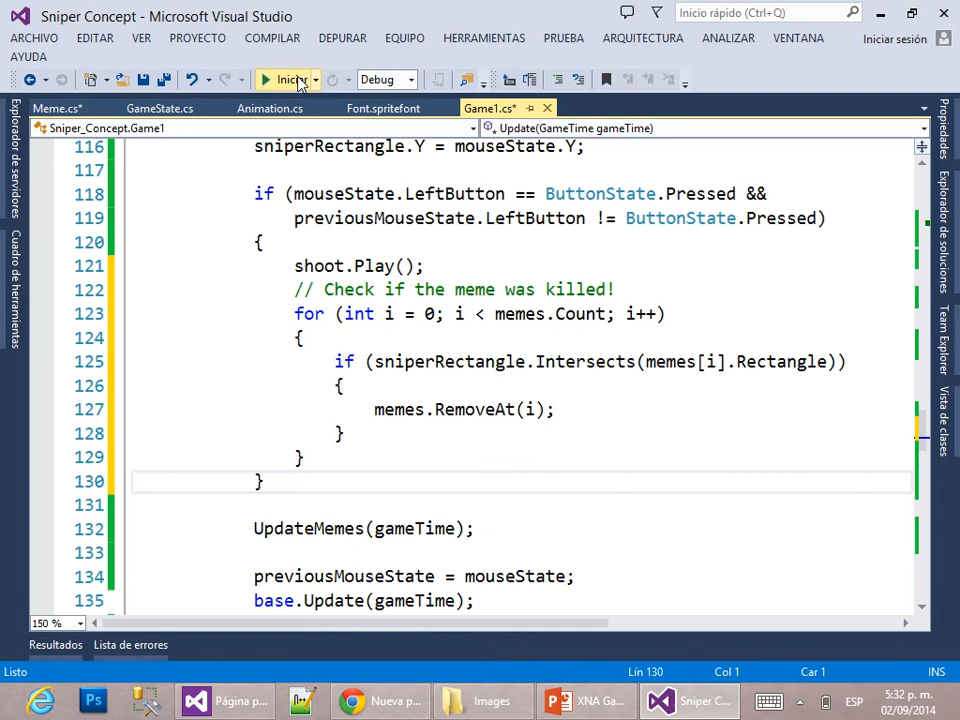 Sniper Concept - Microsoft Visual Studio
Inicio rápido (Ctrl+Q)
ARCHIVO EDITAR VER PROYECTO COMPILAR DEPURAR EQUIPO HERRAMIENTAS PRUEBA ARQUITECTURA ANALIZAR VENTANA
Iniciar sesión
AYUDA
Debug
Meme.cs* GameState.cs Animation.cs Font.spritefont Game1.cs*
Sniper_Concept.Game1
Update(GameTime gameTime)
Explorador de servidores
Cuadro de herramientas
Propiedades
Explorador de soluciones
Team Explorer
Vista de clases
116 sniperRectangle.Y = mouseState.Y;
117
118 if (mouseState.LeftButton == ButtonState.Pressed &&
119 previousMouseState.LeftButton != ButtonState.Pressed)
120 {
121 shoot.Play();
122 // Check if the meme was killed!
123 for (int i = 0; i < memes.Count; i++)
124 {
125 if (sniperRectangle.Intersects(memes[i].Rectangle))
126 {
127 memes.RemoveAt(i);
128 }
129 }
130 }
131
132 UpdateMemes(gameTime);
133
134 previousMouseState = mouseState;
135 base.Update(gameTime);
150 %
Resultados Lista de errores
Listo
Lín 130
Col 1
Car 1
INS
Ps
Página p...
Nueva p...
Images
XNA Ga...
Sniper C...
ESP
5:32 p. m.
02/09/2014